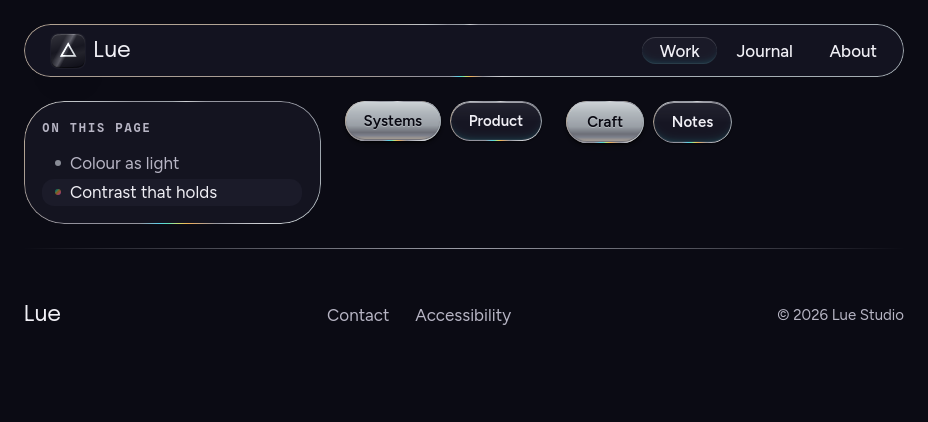 Lue
Work Journal About
ON THIS PAGE
Colour as light
Contrast that holds
Systems Product Craft Notes
Lue
Contact Accessibility
© 2026 Lue Studio